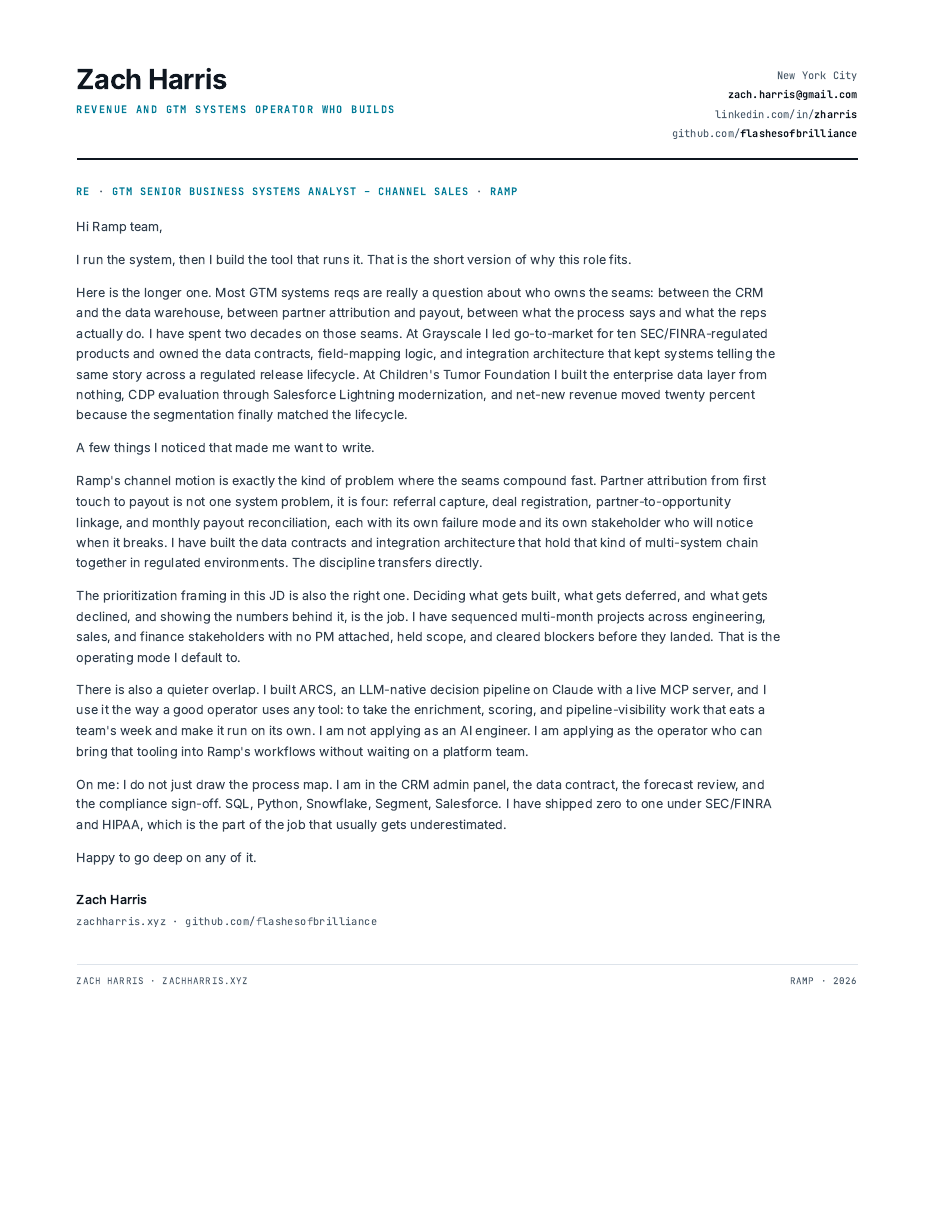 Zach Harris
REVENUE AND GTM SYSTEMS OPERATOR WHO BUILDS
New York City
zach.harris@gmail.com
linkedin.com/in/zharris
github.com/flashesofbrilliance
RE · GTM SENIOR BUSINESS SYSTEMS ANALYST – CHANNEL SALES · RAMP
Hi Ramp team,
I run the system, then I build the tool that runs it. That is the short version of why this role fits.
Here is the longer one. Most GTM systems reqs are really a question about who owns the seams: between the CRM
and the data warehouse, between partner attribution and payout, between what the process says and what the reps
actually do. I have spent two decades on those seams. At Grayscale I led go-to-market for ten SEC/FINRA-regulated
products and owned the data contracts, field-mapping logic, and integration architecture that kept systems telling the
same story across a regulated release lifecycle. At Children's Tumor Foundation I built the enterprise data layer from
nothing, CDP evaluation through Salesforce Lightning modernization, and net-new revenue moved twenty percent
because the segmentation finally matched the lifecycle.
A few things I noticed that made me want to write.
Ramp's channel motion is exactly the kind of problem where the seams compound fast. Partner attribution from first
touch to payout is not one system problem, it is four: referral capture, deal registration, partner-to-opportunity
linkage, and monthly payout reconciliation, each with its own failure mode and its own stakeholder who will notice
when it breaks. I have built the data contracts and integration architecture that hold that kind of multi-system chain
together in regulated environments. The discipline transfers directly.
The prioritization framing in this JD is also the right one. Deciding what gets built, what gets deferred, and what gets
declined, and showing the numbers behind it, is the job. I have sequenced multi-month projects across engineering,
sales, and finance stakeholders with no PM attached, held scope, and cleared blockers before they landed. That is the
operating mode I default to.
There is also a quieter overlap. I built ARCS, an LLM-native decision pipeline on Claude with a live MCP server, and I
use it the way a good operator uses any tool: to take the enrichment, scoring, and pipeline-visibility work that eats a
team's week and make it run on its own. I am not applying as an AI engineer. I am applying as the operator who can
bring that tooling into Ramp's workflows without waiting on a platform team.
On me: I do not just draw the process map. I am in the CRM admin panel, the data contract, the forecast review, and
the compliance sign-off. SQL, Python, Snowflake, Segment, Salesforce. I have shipped zero to one under SEC/FINRA
and HIPAA, which is the part of the job that usually gets underestimated.
Happy to go deep on any of it.
Zach Harris
zachharris.xyz · github.com/flashesofbrilliance
ZACH HARRIS · ZACHHARRIS.XYZ
RAMP · 2026